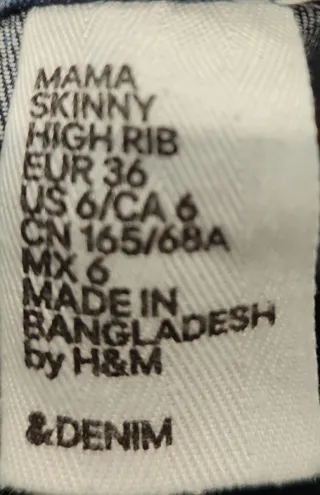 MAMA
SKINNY
HIGH RIB
EUR 36
US 6/CA 6
CN 165/68A
MX 6
MADE IN
BANGLADESH
by H&M
&DENIM